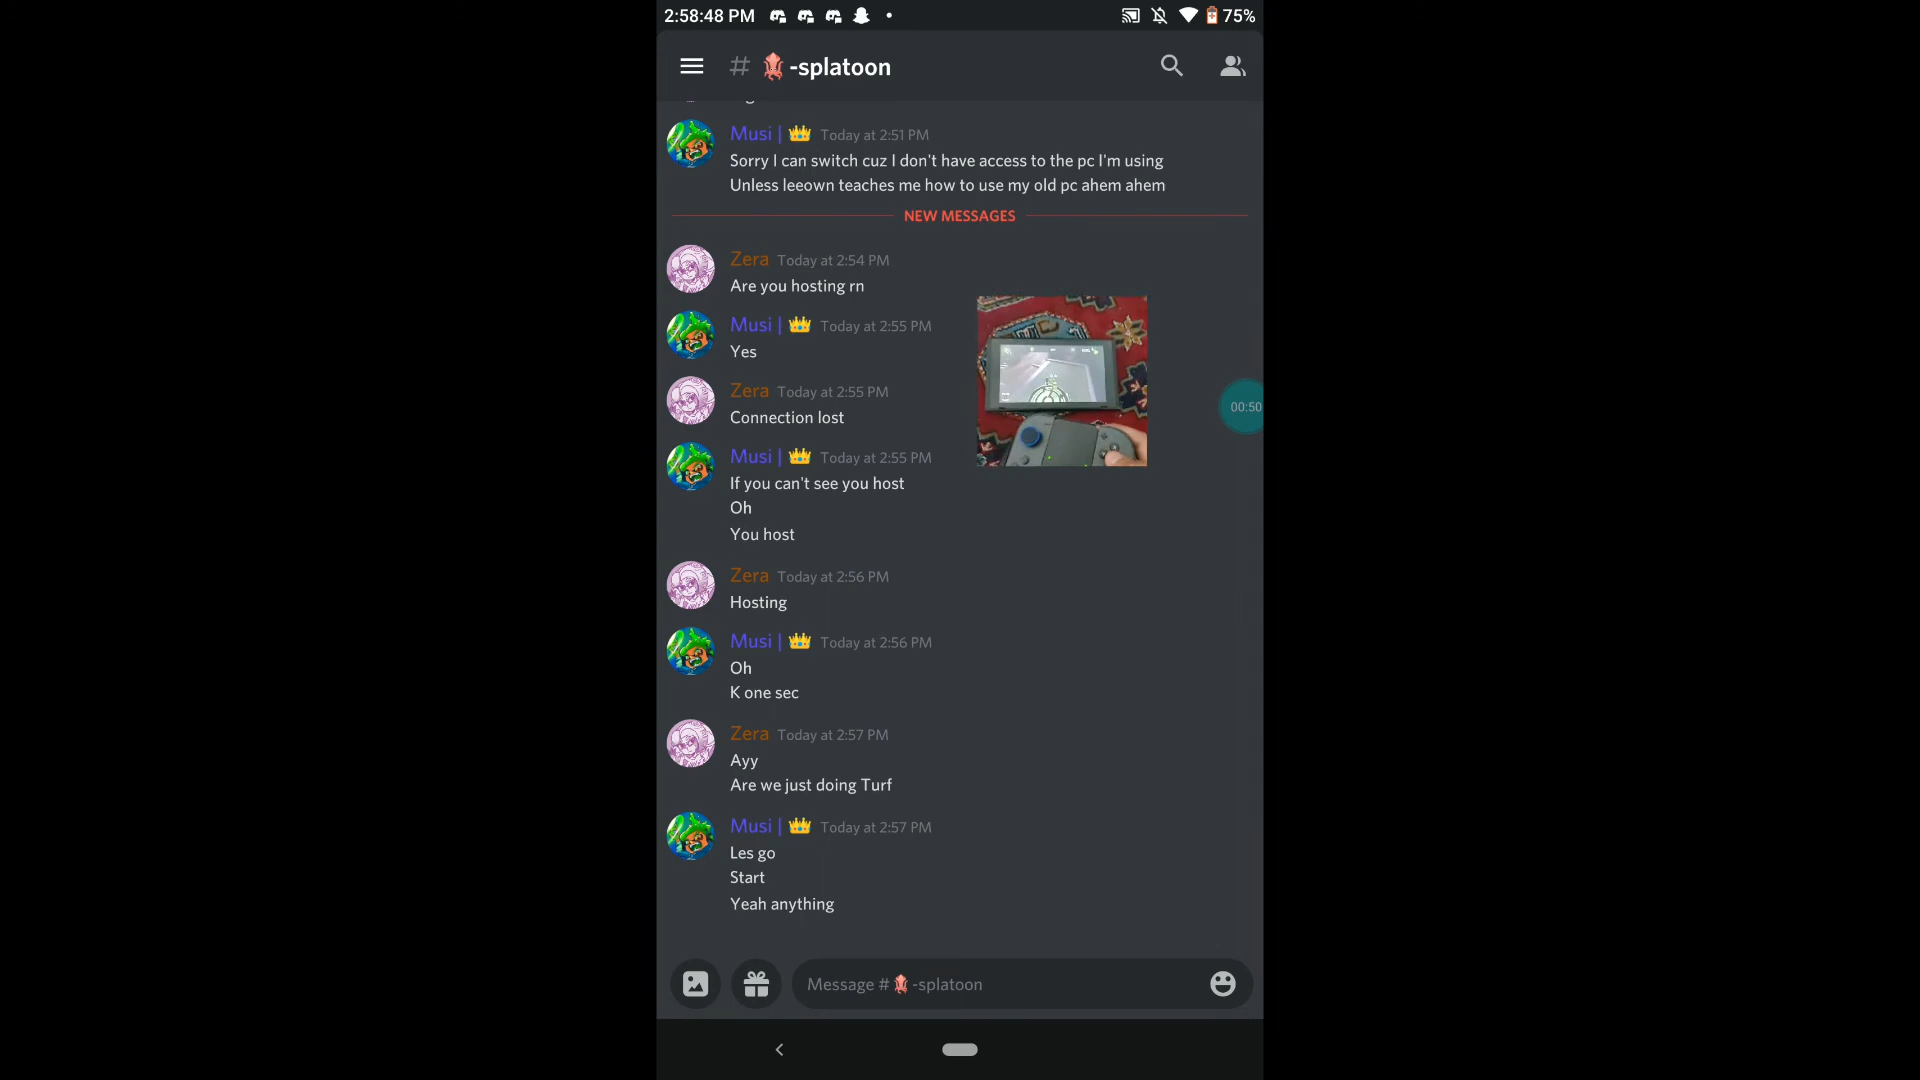 2:58:48 PM 75%
# -splatoon
Musi | Today at 2:51 PM
Sorry I can switch cuz I don't have access to the pc I'm using
Unless leeown teaches me how to use my old pc ahem ahem
NEW MESSAGES
Zera Today at 2:54 PM
Are you hosting rn
Musi | Today at 2:55 PM
Yes
Zera Today at 2:55 PM
Connection lost
00:50
Musi | Today at 2:55 PM
If you can't see you host
Oh
You host
Zera Today at 2:56 PM
Hosting
Musi | Today at 2:56 PM
Oh
K one sec
Zera Today at 2:57 PM
Ayy
Are we just doing Turf
Musi | Today at 2:57 PM
Les go
Start
Yeah anything
Message # -splatoon